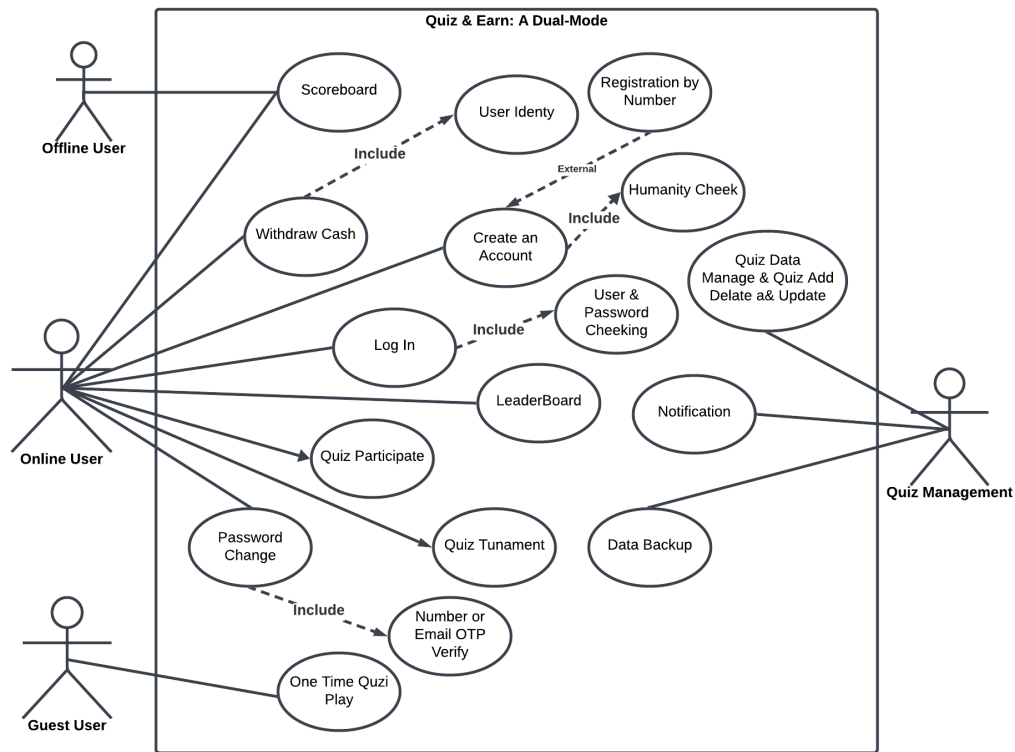 Quiz & Earn: A Dual-Mode
Scoreboard
Registration by
Number
User Identy
Offline User
Include
External
Humanity Cheek
Include
Withdraw Cash
Create an
Account
Quiz Data
Manage & Quiz Add
Delate a& Update
User &
Password
Cheeking
Include
Log In
LeaderBoard
Notification
Online User
Quiz Participate
Quiz Management
Password
Change
Quiz Tunament
Data Backup
Include
Number or
Email OTP
Verify
One Time Quzi
Play
Guest User